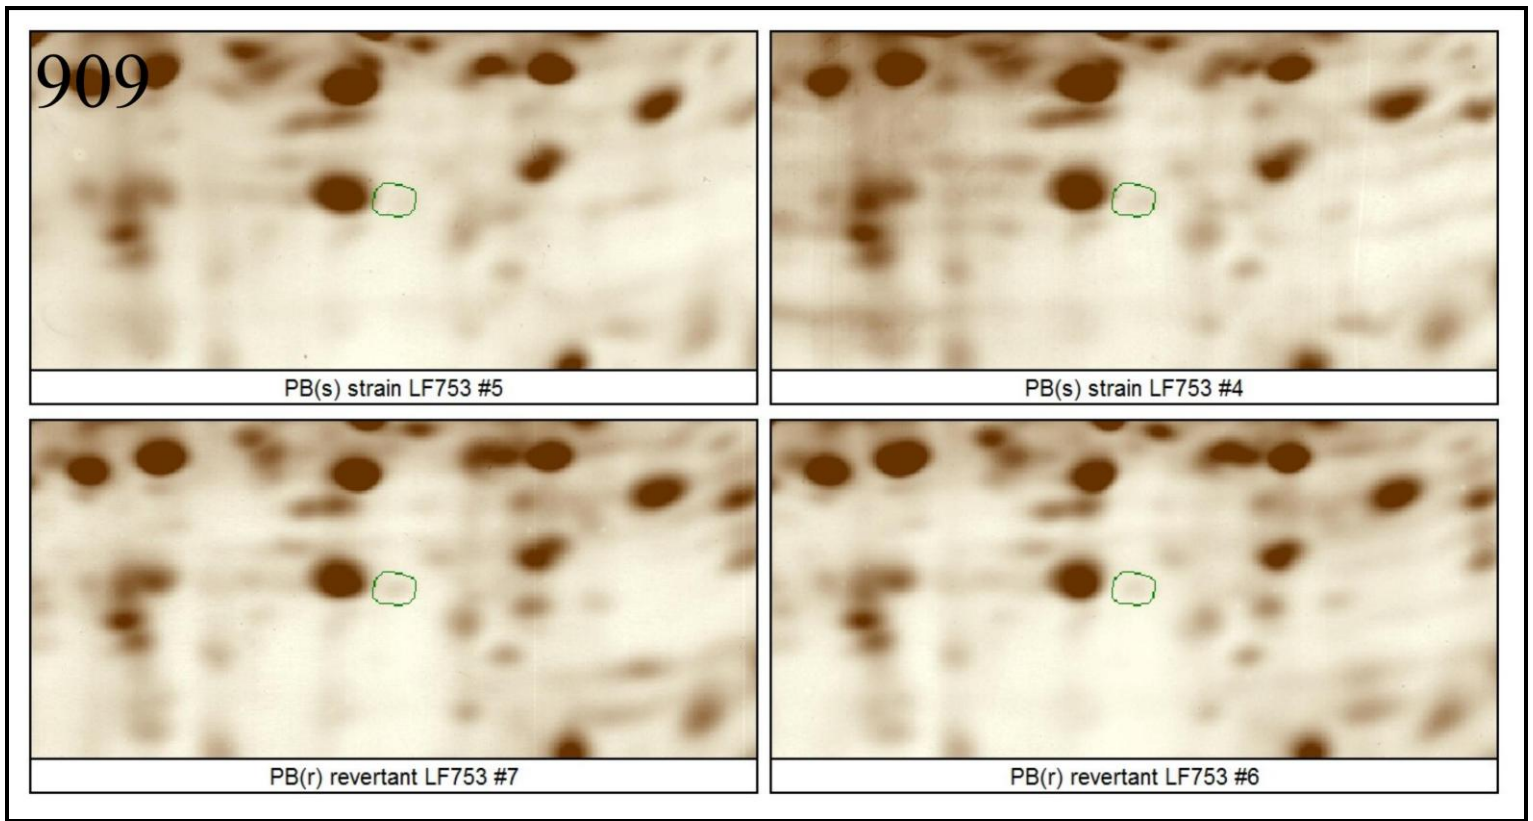 909
PB(s) strain LF753 #5
PB(s) strain LF753 #4
PB(r) revertant LF753 #7
PB(r) revertant LF753 #6